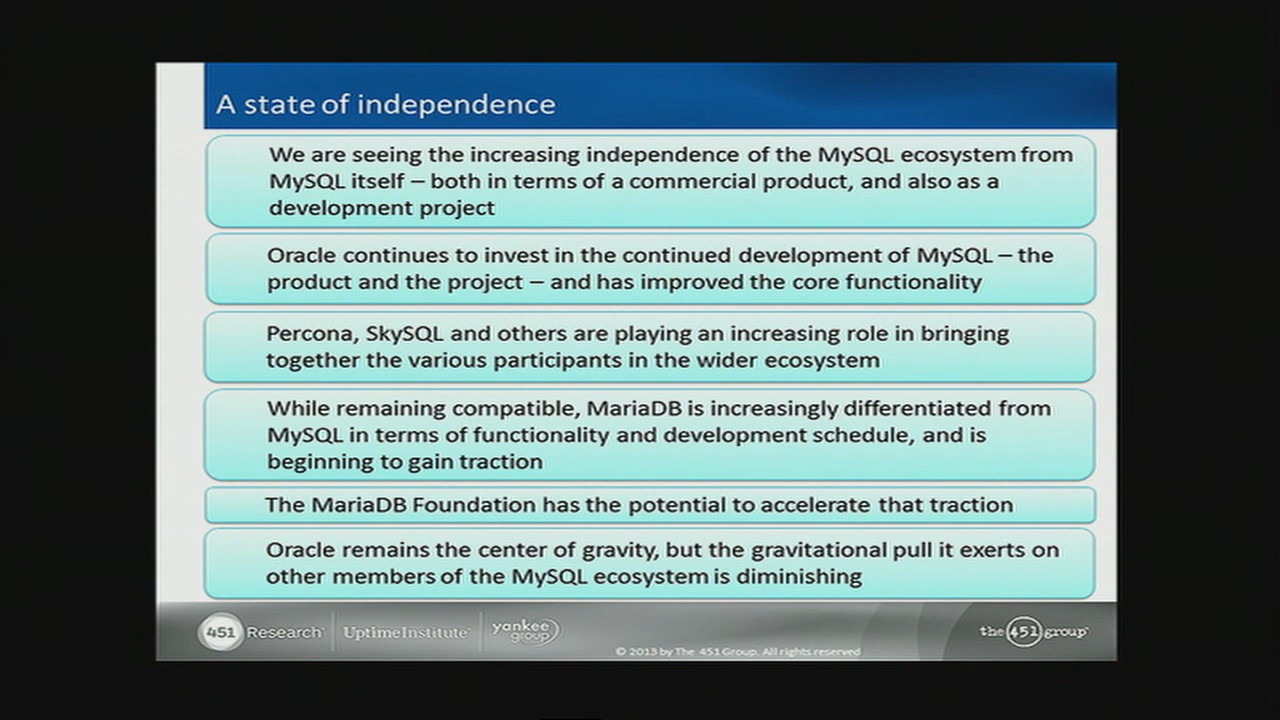 A state of independence
We are seeing the increasing independence of the MySQL ecosystem from
MySQL itself – both in terms of a commercial product, and also as a
development project
Oracle continues to invest in the continued development of MySQL – the
product and the project – and has improved the core functionality
Percona, SkySQL and others are playing an increasing role in bringing
together the various participants in the wider ecosystem
While remaining compatible, MariaDB is increasingly differentiated from
MySQL in terms of functionality and development schedule, and is
beginning to gain traction
The MariaDB Foundation has the potential to accelerate that traction
Oracle remains the center of gravity, but the gravitational pull it exerts on
other members of the MySQL ecosystem is diminishing
451 Research
UptimeInstitute
yankee
group
the 451 group
© 2013 by The 451 Group. All rights reserved